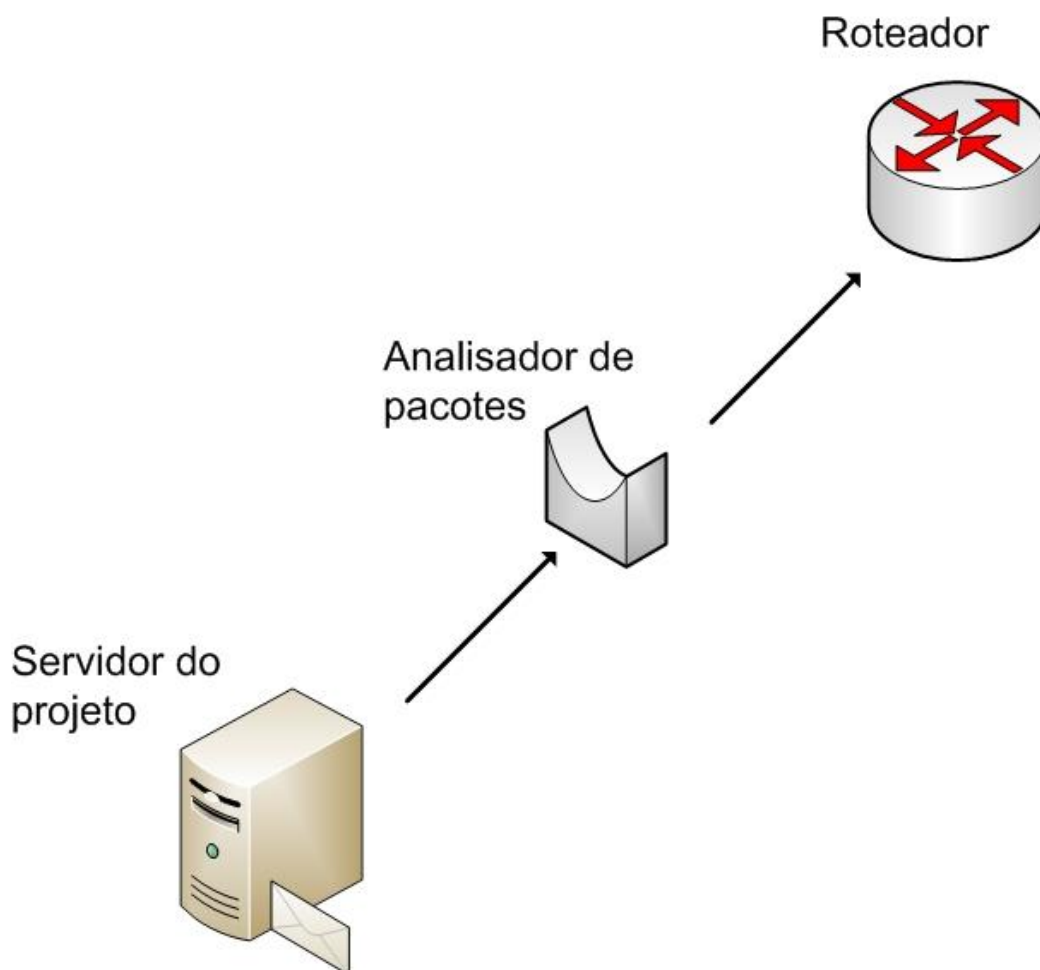 Roteador
Analisador de
pacotes
Servidor do
projeto